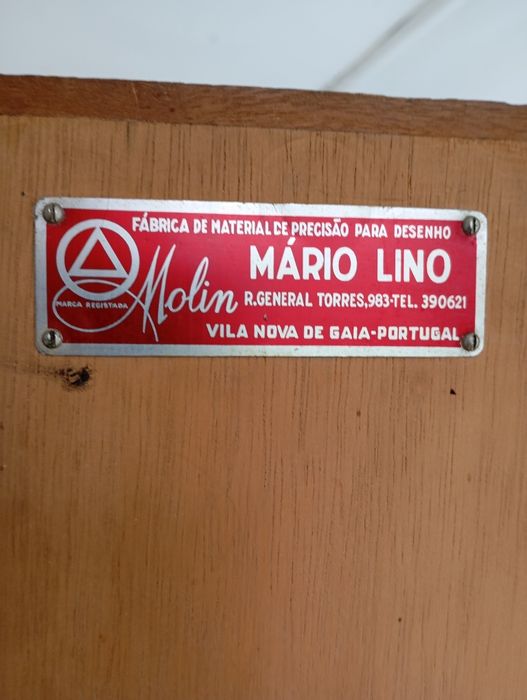 FÁBRICA DE MATERIAL DE PRECISÃO PARA DESENHO
MÁRIO LINO
MARCA REGISTADA
Molin
R.GENERAL TORRES,983-TEL. 390621
VILA NOVA DE GAIA-PORTUGAL